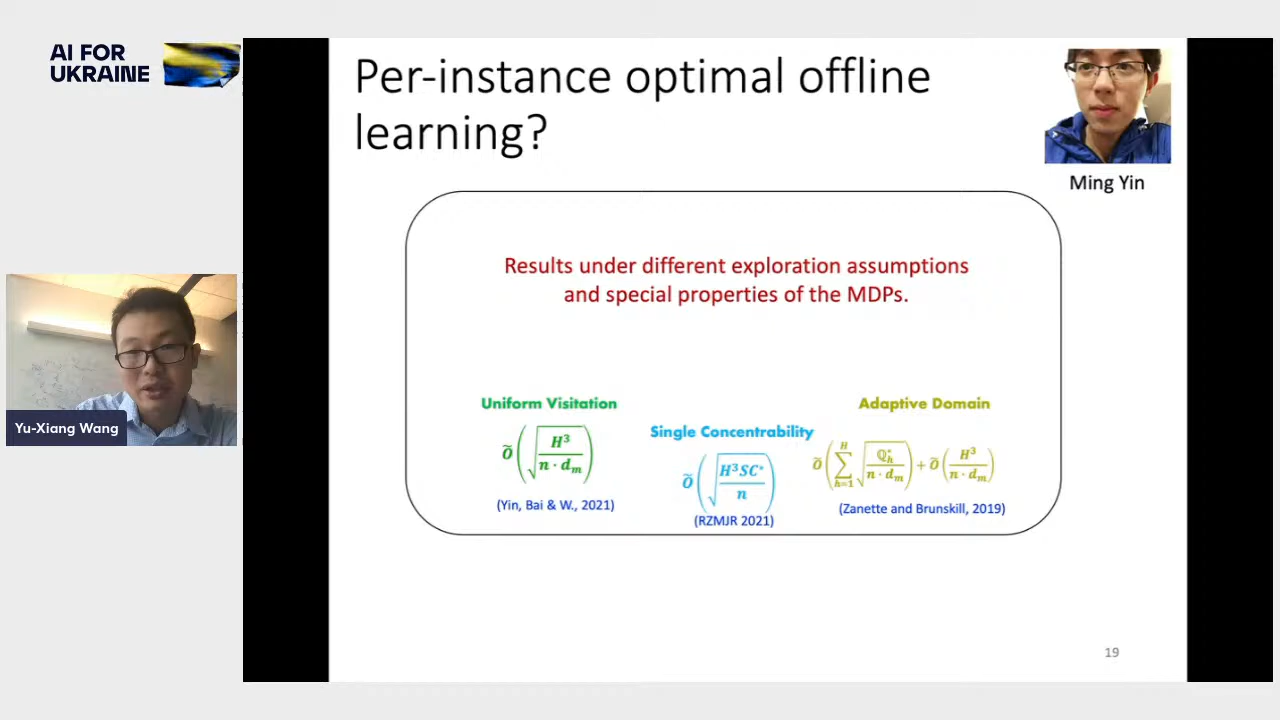 AI FOR
UKRAINE
Per-instance optimal offline
learning?
Ming Yin
Results under different exploration assumptions
and special properties of the MDPs.
Uniform Visitation
Õ(√(H³/(n · dₘ)))
(Yin, Bai & W., 2021)
Single Concentrability
Õ(√(H³SC*/n))
(RZMJR 2021)
Adaptive Domain
Õ(∑ₕ₌₁ᴴ √(ℚₕ*/(n · dₘ))) + Õ(H³/(n · dₘ))
(Zanette and Brunskill, 2019)
Yu-Xiang Wang
19